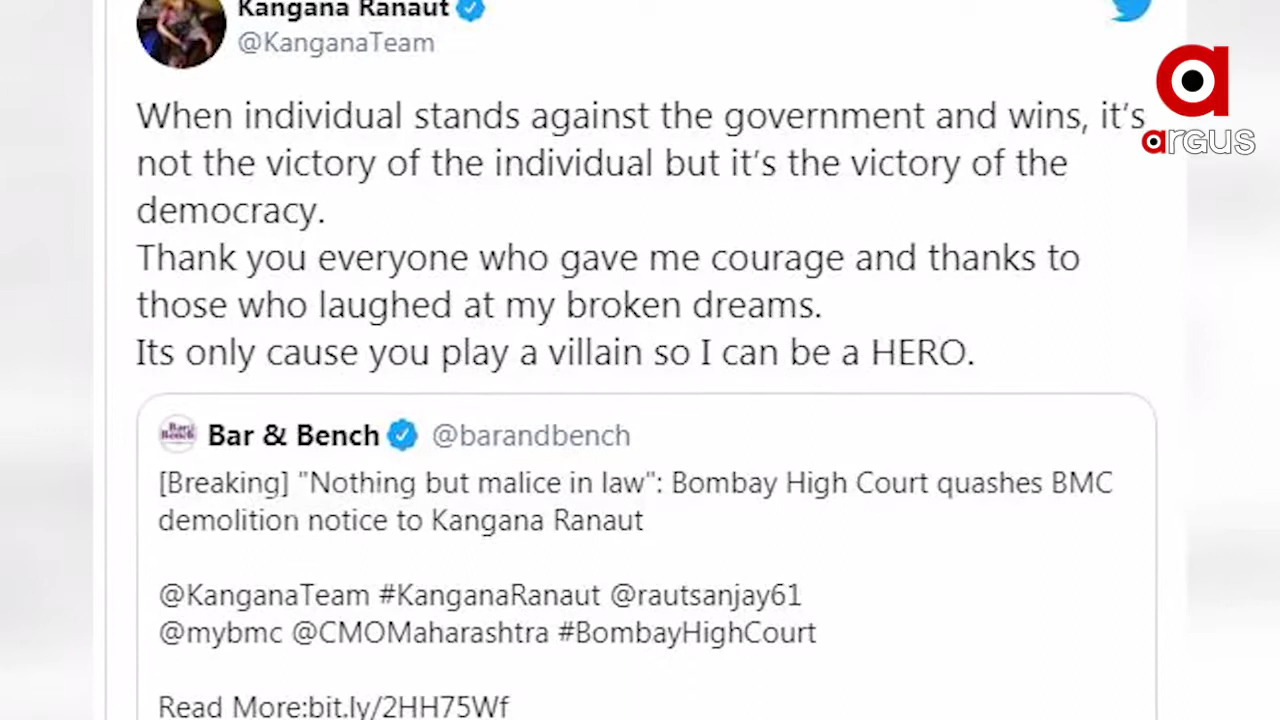 Kangana Ranaut
@KanganaTeam
argus
When individual stands against the government and wins, it's
not the victory of the individual but it's the victory of the
democracy.
Thank you everyone who gave me courage and thanks to
those who laughed at my broken dreams.
Its only cause you play a villain so I can be a HERO.
Bar & Bench @barandbench
Bar&
Bench
[Breaking] "Nothing but malice in law": Bombay High Court quashes BMC
demolition notice to Kangana Ranaut
@KanganaTeam #KanganaRanaut @rautsanjay61
@mybmc @CMOMaharashtra #BombayHighCourt
Read More:bit.ly/2HH75Wf